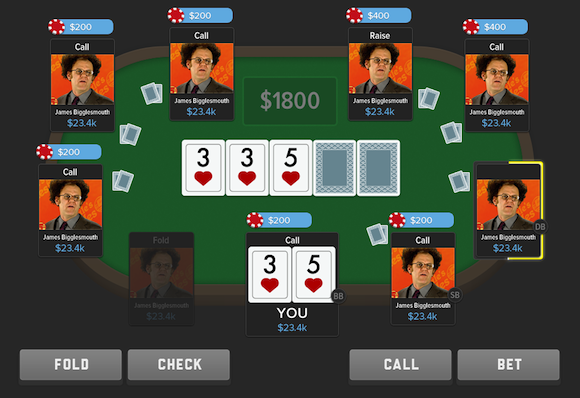 $200
Call
James Bigglesmouth
$23.4k
$200
Call
James Bigglesmouth
$23.4k
$400
Raise
James Bigglesmouth
$23.4k
$400
Call
James Bigglesmouth
$23.4k
$1800
$200
Call
James Bigglesmouth
$23.4k
3 3 5
James Bigglesmouth
$23.4k
DB
Fold
James Bigglesmouth
$23.4k
$200
Call
3 5
BB
YOU
$23.4k
$200
Call
James Bigglesmouth
$23.4k
SB
FOLD CHECK CALL BET